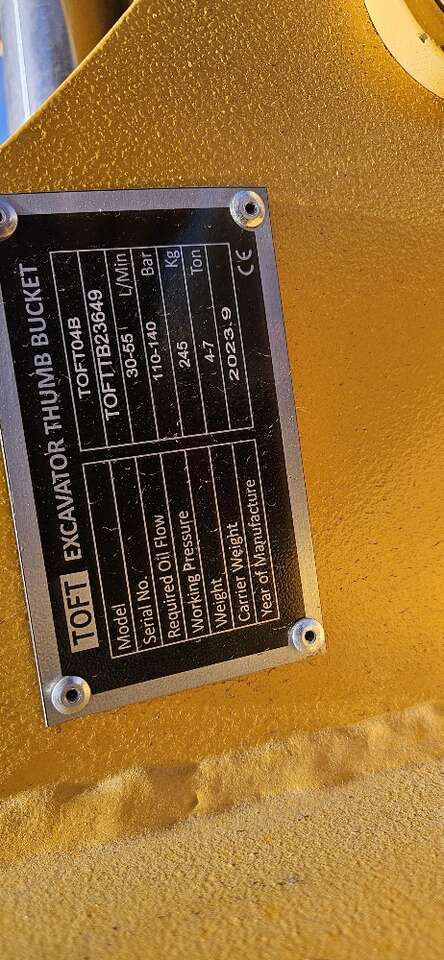 TOFT EXCAVATOR THUMB BUCKET
Model TOFT04B
Serial No. TOFTTB23649
Required Oil Flow 30-55 L/Min
Working Pressure 110-140 Bar
Weight 245 Kg
Carrier Weight 4-7 Ton
Year of Manufacture 2023.9
CE